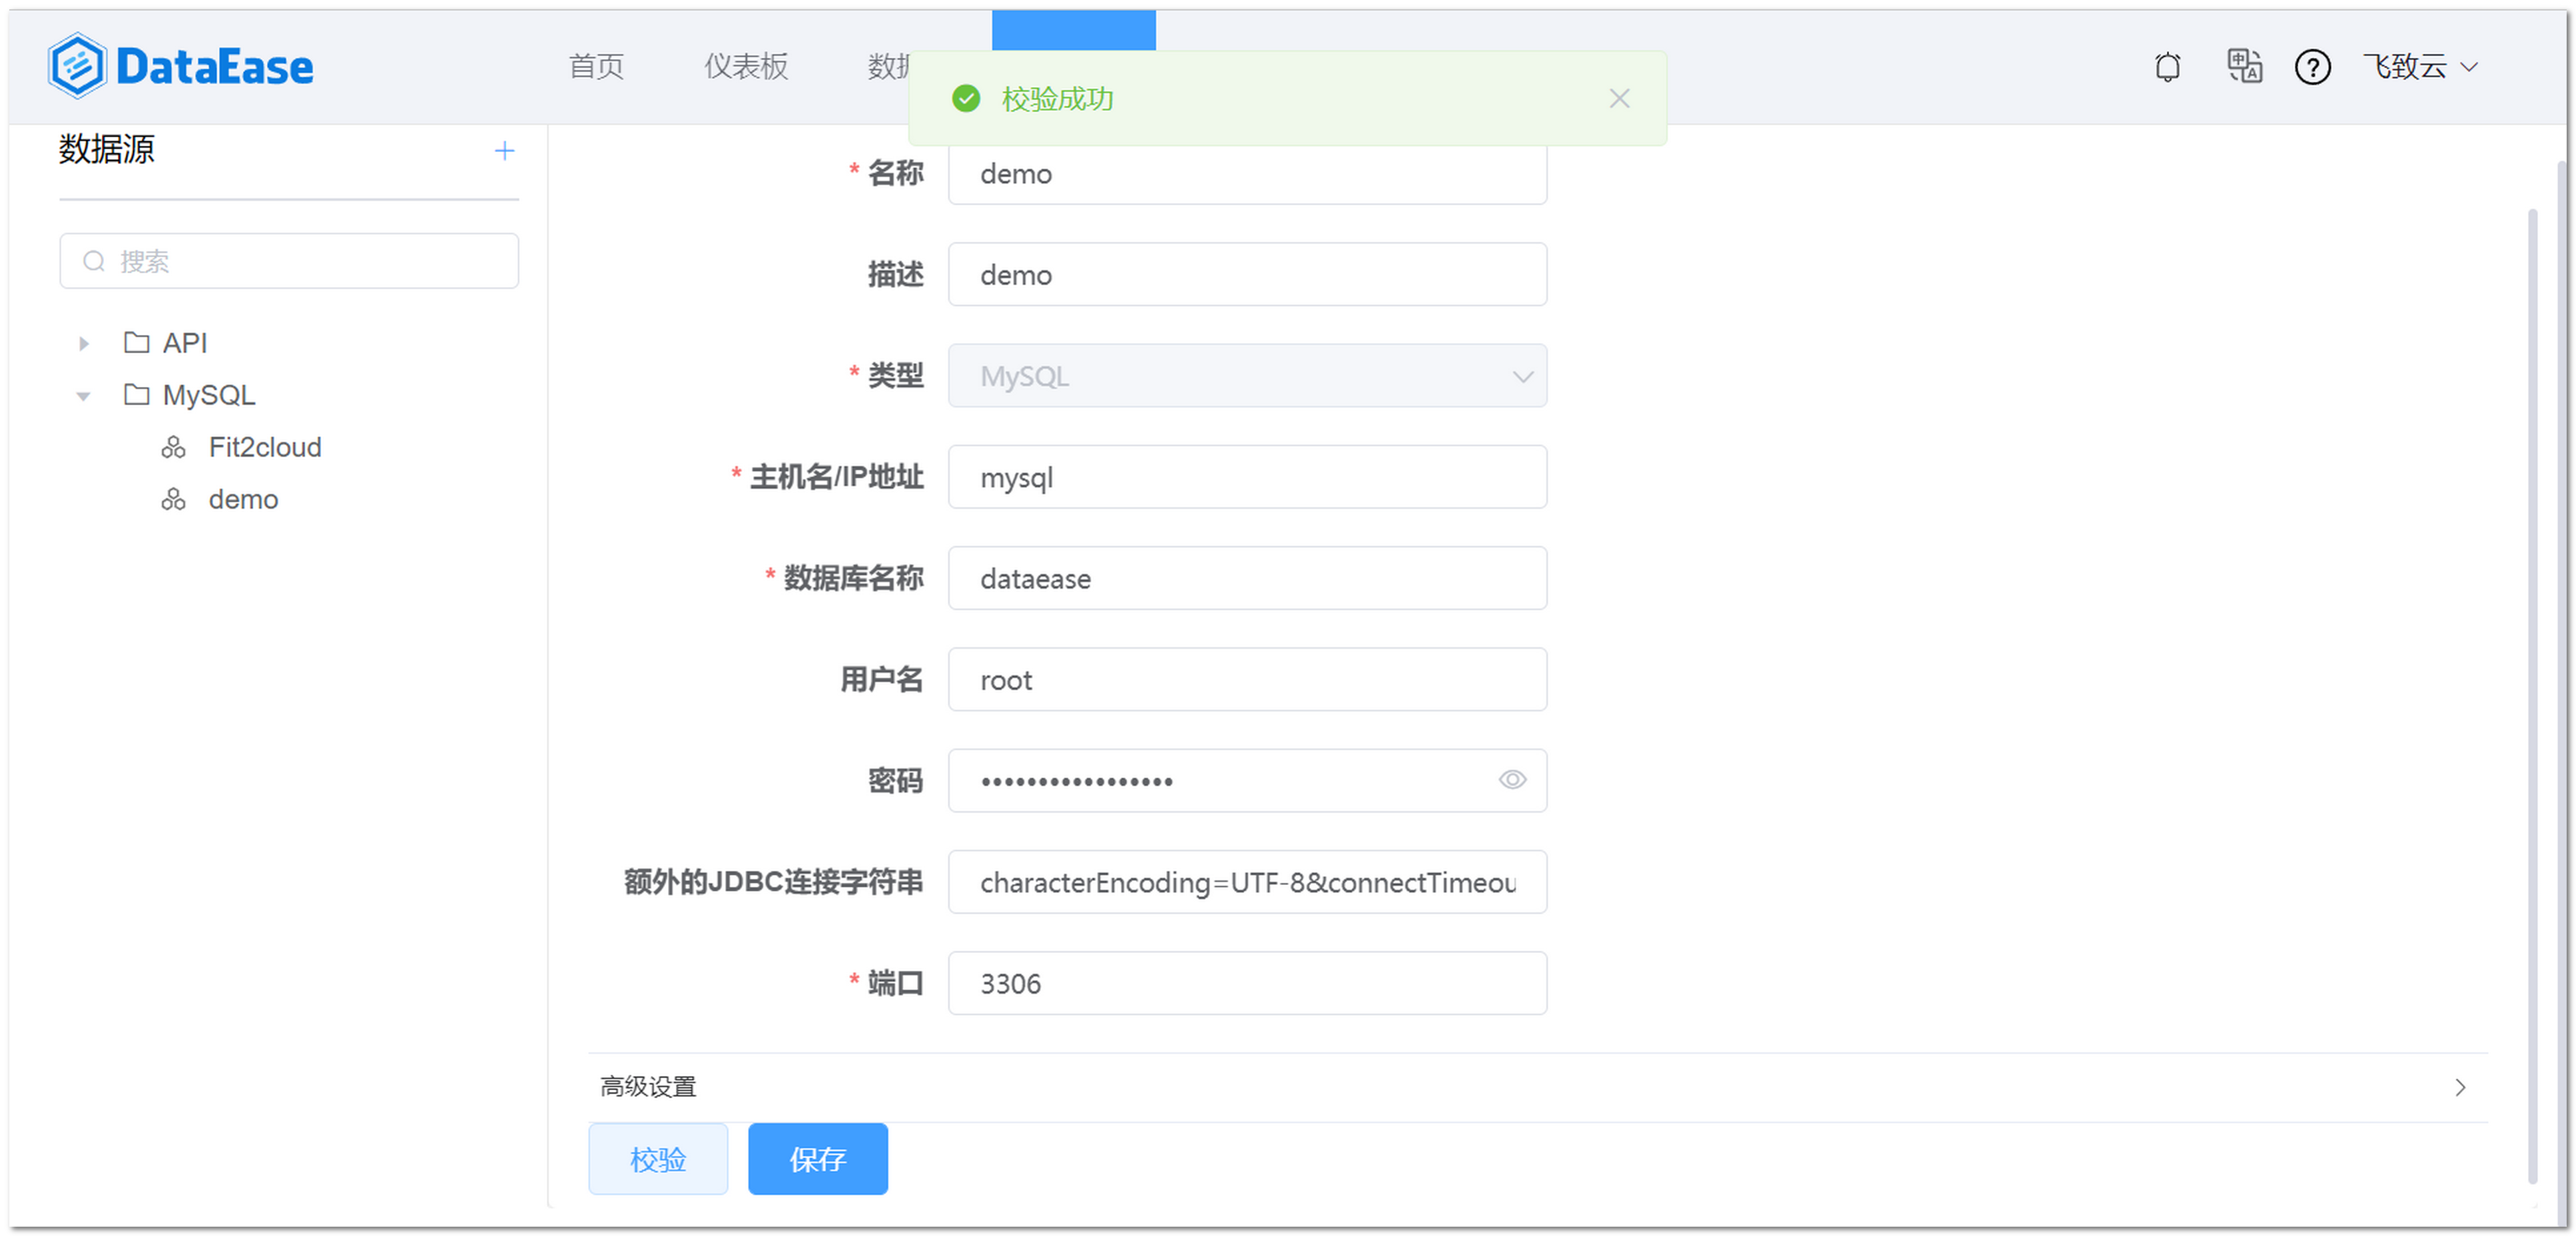 DataEase
首页 仪表板 数据
飞致云
校验成功
数据源
搜索
API
MySQL
Fit2cloud
demo
* 名称 demo
描述 demo
* 类型 MySQL
* 主机名/IP地址 mysql
* 数据库名称 dataease
用户名 root
密码 •••••••••••••••••
额外的JDBC连接字符串 characterEncoding=UTF-8&connectTimeou
* 端口 3306
高级设置
校验 保存